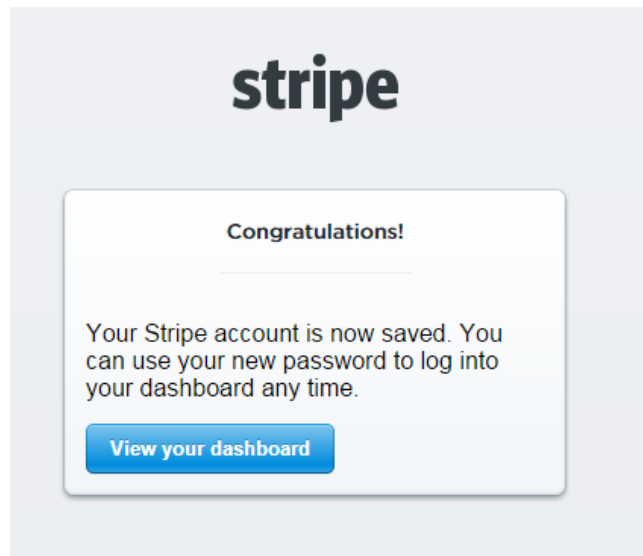 stripe
Congratulations!
Your Stripe account is now saved. You
can use your new password to log into
your dashboard any time.
View your dashboard